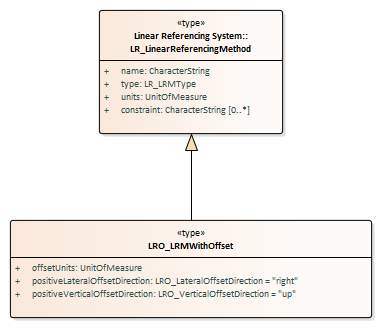 «type»
Linear Referencing System::
LR_LinearReferencingMethod
+ name: CharacterString
+ type: LR_LRMType
+ units: UnitOfMeasure
+ constraint: CharacterString [0..*]
«type»
LRO_LRMWithOffset
+ offsetUnits: UnitOfMeasure
+ positiveLateralOffsetDirection: LRO_LateralOffsetDirection = "right"
+ positiveVerticalOffsetDirection: LRO_VerticalOffsetDirection = "up"